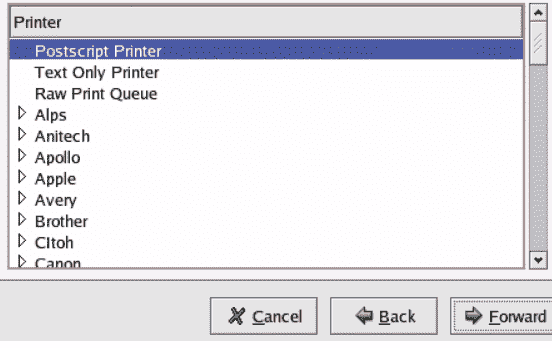 Printer
Postscript Printer
Text Only Printer
Raw Print Queue
Alps
Anitech
Apollo
Apple
Avery
Brother
CItoh
Canon
Cancel
Back
Forward